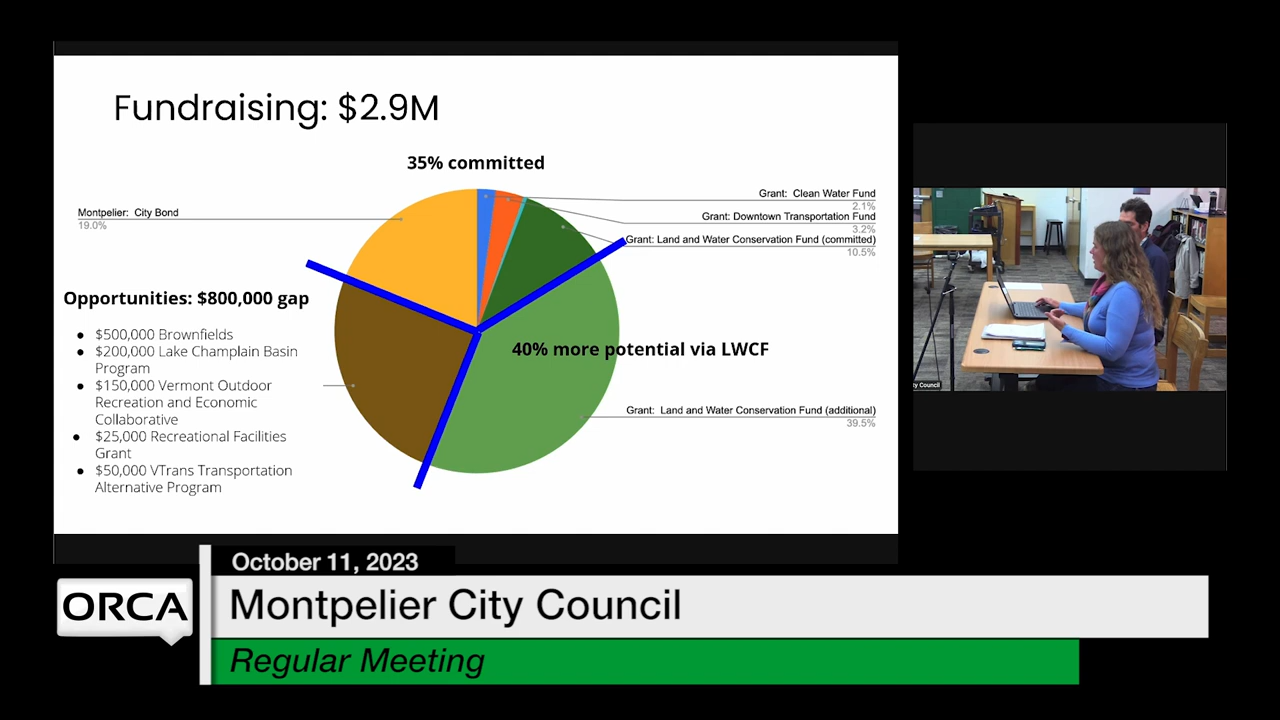 Fundraising: $2.9M
35% committed
Montpelier: City Bond
19.0%
Grant: Clean Water Fund
2.1%
Grant: Downtown Transportation Fund
3.2%
Grant: Land and Water Conservation Fund (committed)
10.5%
Opportunities: $800,000 gap
● $500,000 Brownfields
● $200,000 Lake Champlain Basin
Program
● $150,000 Vermont Outdoor
Recreation and Economic
Collaborative
● $25,000 Recreational Facilities
Grant
● $50,000 VTrans Transportation
Alternative Program
40% more potential via LWCF
Grant: Land and Water Conservation Fund (additional)
39.5%
ty Council
October 11, 2023
ORCA
Montpelier City Council
Regular Meeting